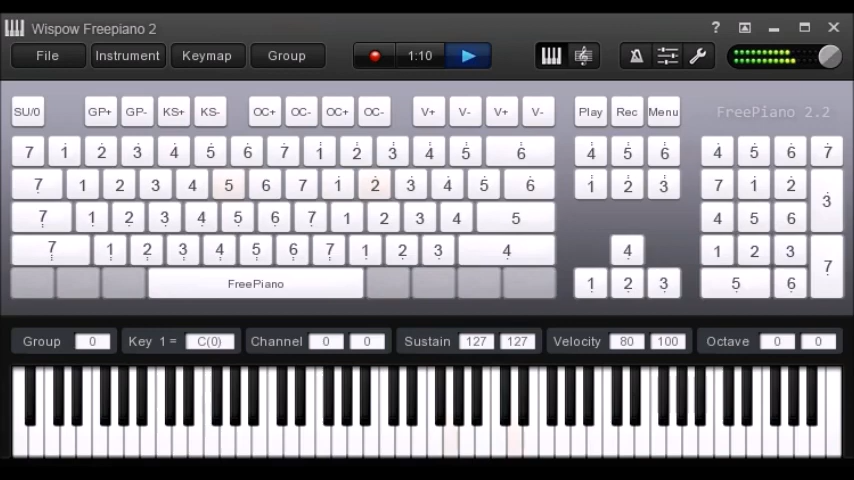 Wispow Freepiano 2 ?
File Instrument Keymap Group 1:10
SU/0 GP+ GP- KS+ KS- OC+ OC- OC+ OC- V+ V- V+ V- Play Rec Menu FreePiano 2.2
7 1 2 3 4 5 6 7 1 2 3 4 5 6 4 5 6 4 5 6 7
7 1 2 3 4 5 6 7 1 2 3 4 5 6 1 2 3 7 1 2 3
7 1 2 3 4 5 6 7 1 2 3 4 5 4 5 6
7 1 2 3 4 5 6 7 1 2 3 4 4 1 2 3 7
FreePiano 1 2 3 5 6
Group 0 Key 1 = C(0) Channel 0 0 Sustain 127 127 Velocity 80 100 Octave 0 0